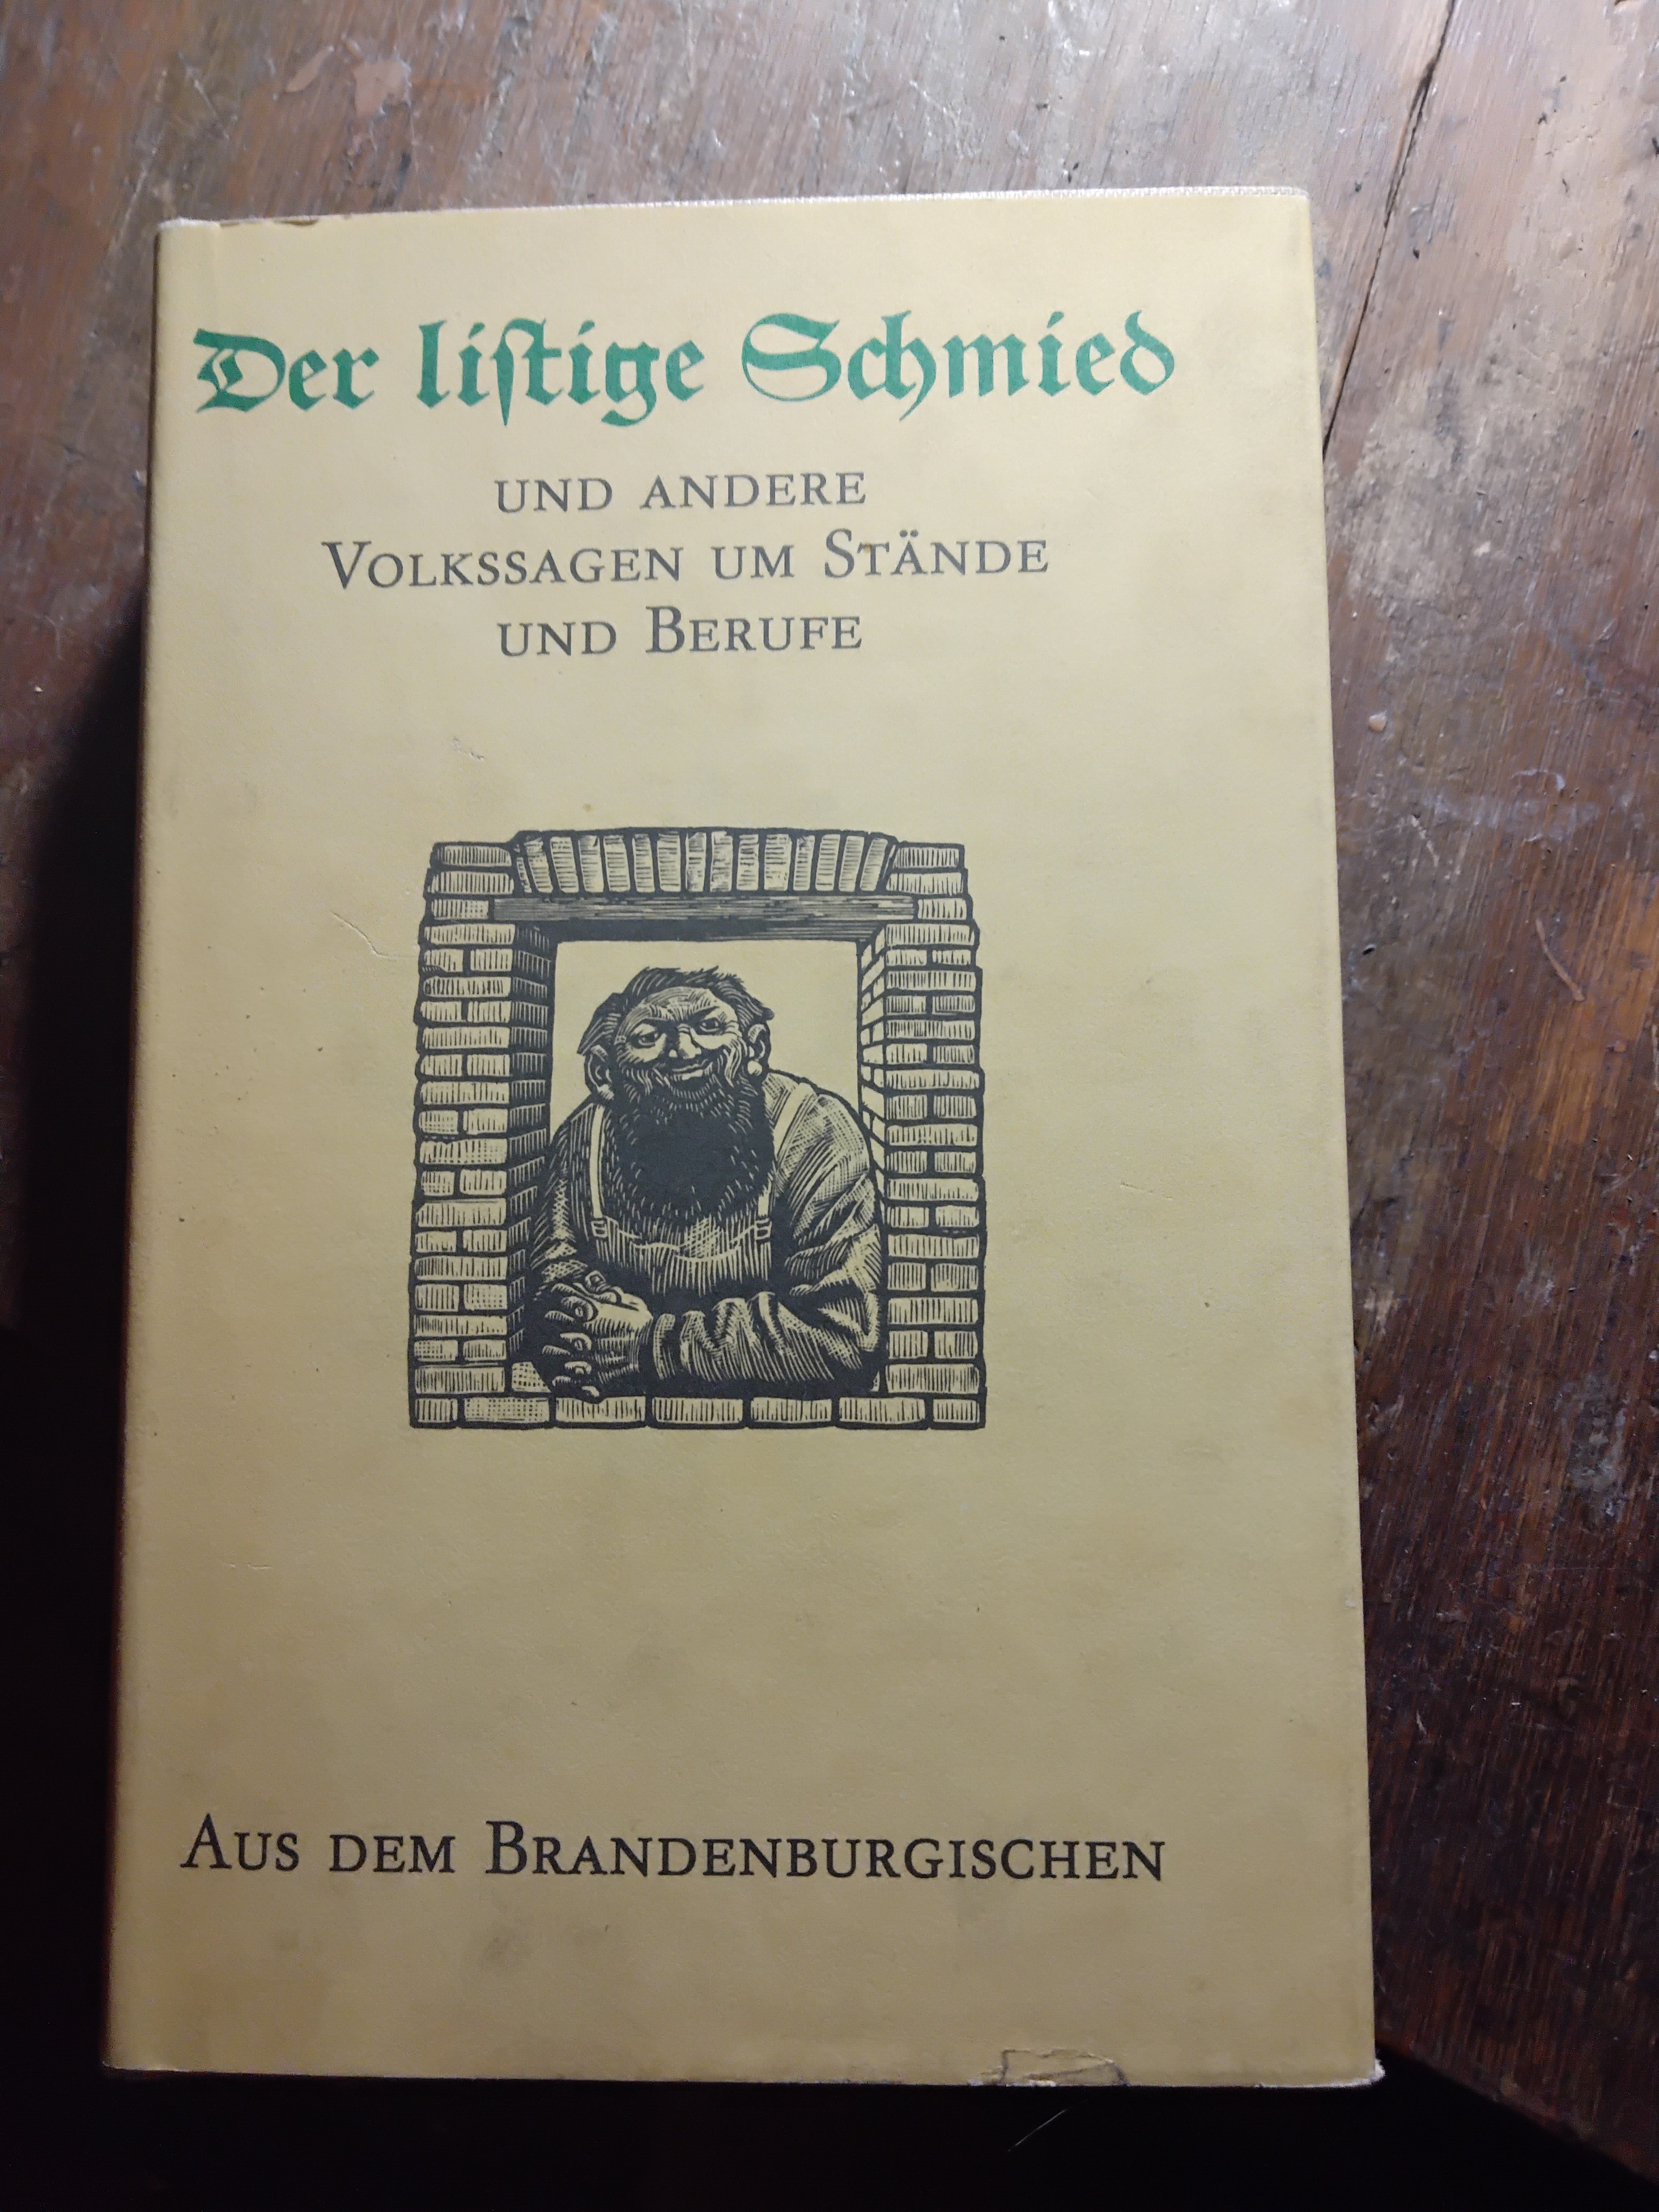 Der liſtige Schmied
UND ANDERE
VOLKSSAGEN UM STÄNDE
UND BERUFE
AUS DEM BRANDENBURGISCHEN